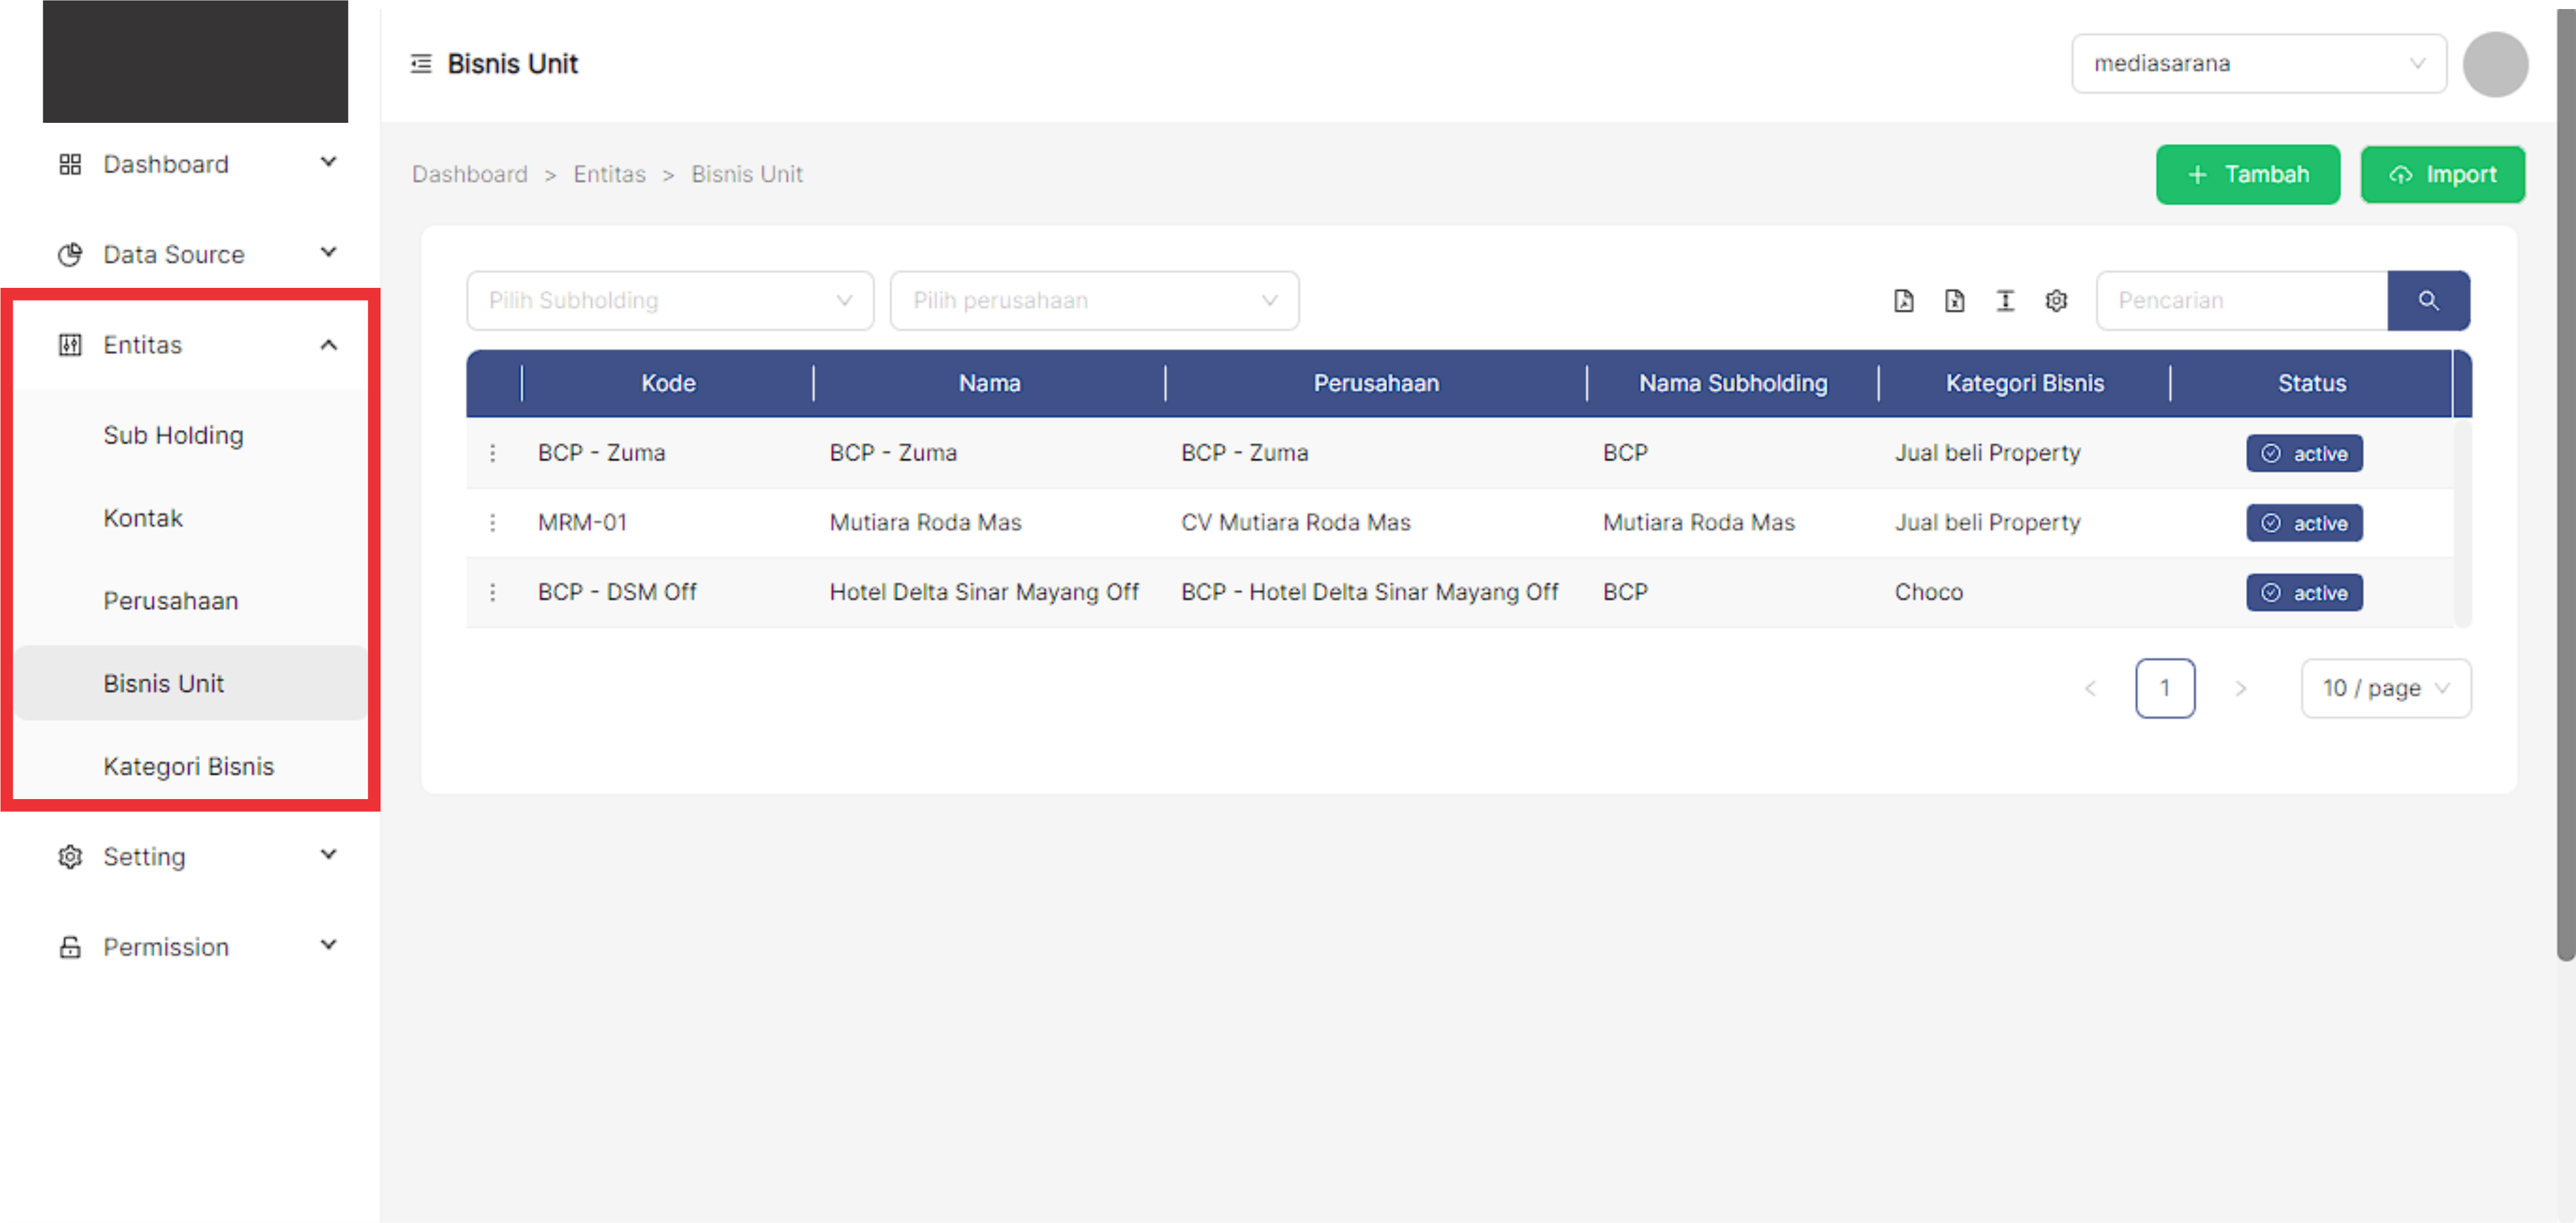 Bisnis Unit
mediasarana
Dashboard
Data Source
Entitas
Sub Holding
Kontak
Perusahaan
Bisnis Unit
Kategori Bisnis
Setting
Permission
Dashboard > Entitas > Bisnis Unit
+ Tambah
Import
Pilih Subholding
Pilih perusahaan
Pencarian
Kode Nama Perusahaan Nama Subholding Kategori Bisnis Status
BCP - Zuma BCP - Zuma BCP - Zuma BCP Jual beli Property active
MRM-01 Mutiara Roda Mas CV Mutiara Roda Mas Mutiara Roda Mas Jual beli Property active
BCP - DSM Off Hotel Delta Sinar Mayang Off BCP - Hotel Delta Sinar Mayang Off BCP Choco active
< 1 > 10 / page